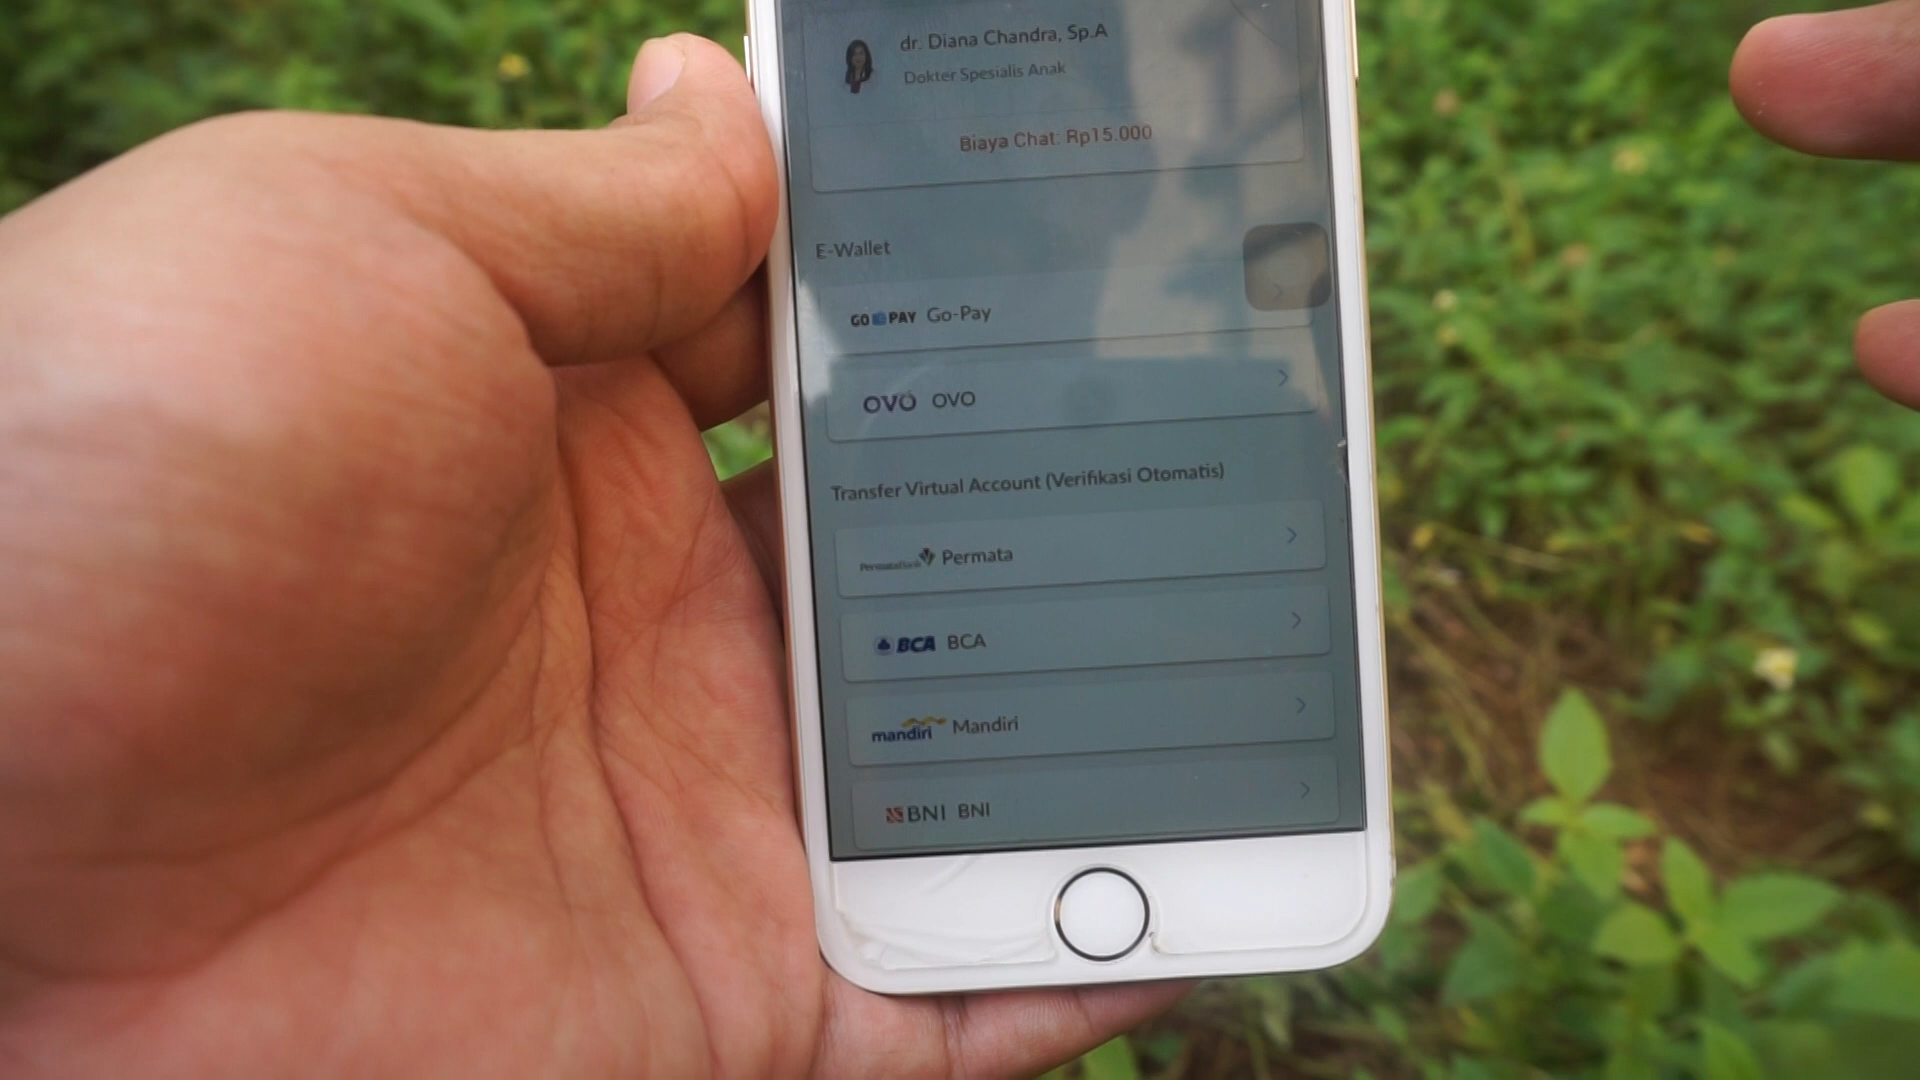 dr. Diana Chandra, Sp.A
Dokter Spesialis Anak
Biaya Chat: Rp15.000
E-Wallet
GO PAY Go-Pay
OVO OVO
Transfer Virtual Account (Verifikasi Otomatis)
PermataBank Permata
BCA BCA
mandiri Mandiri
BNI BNI